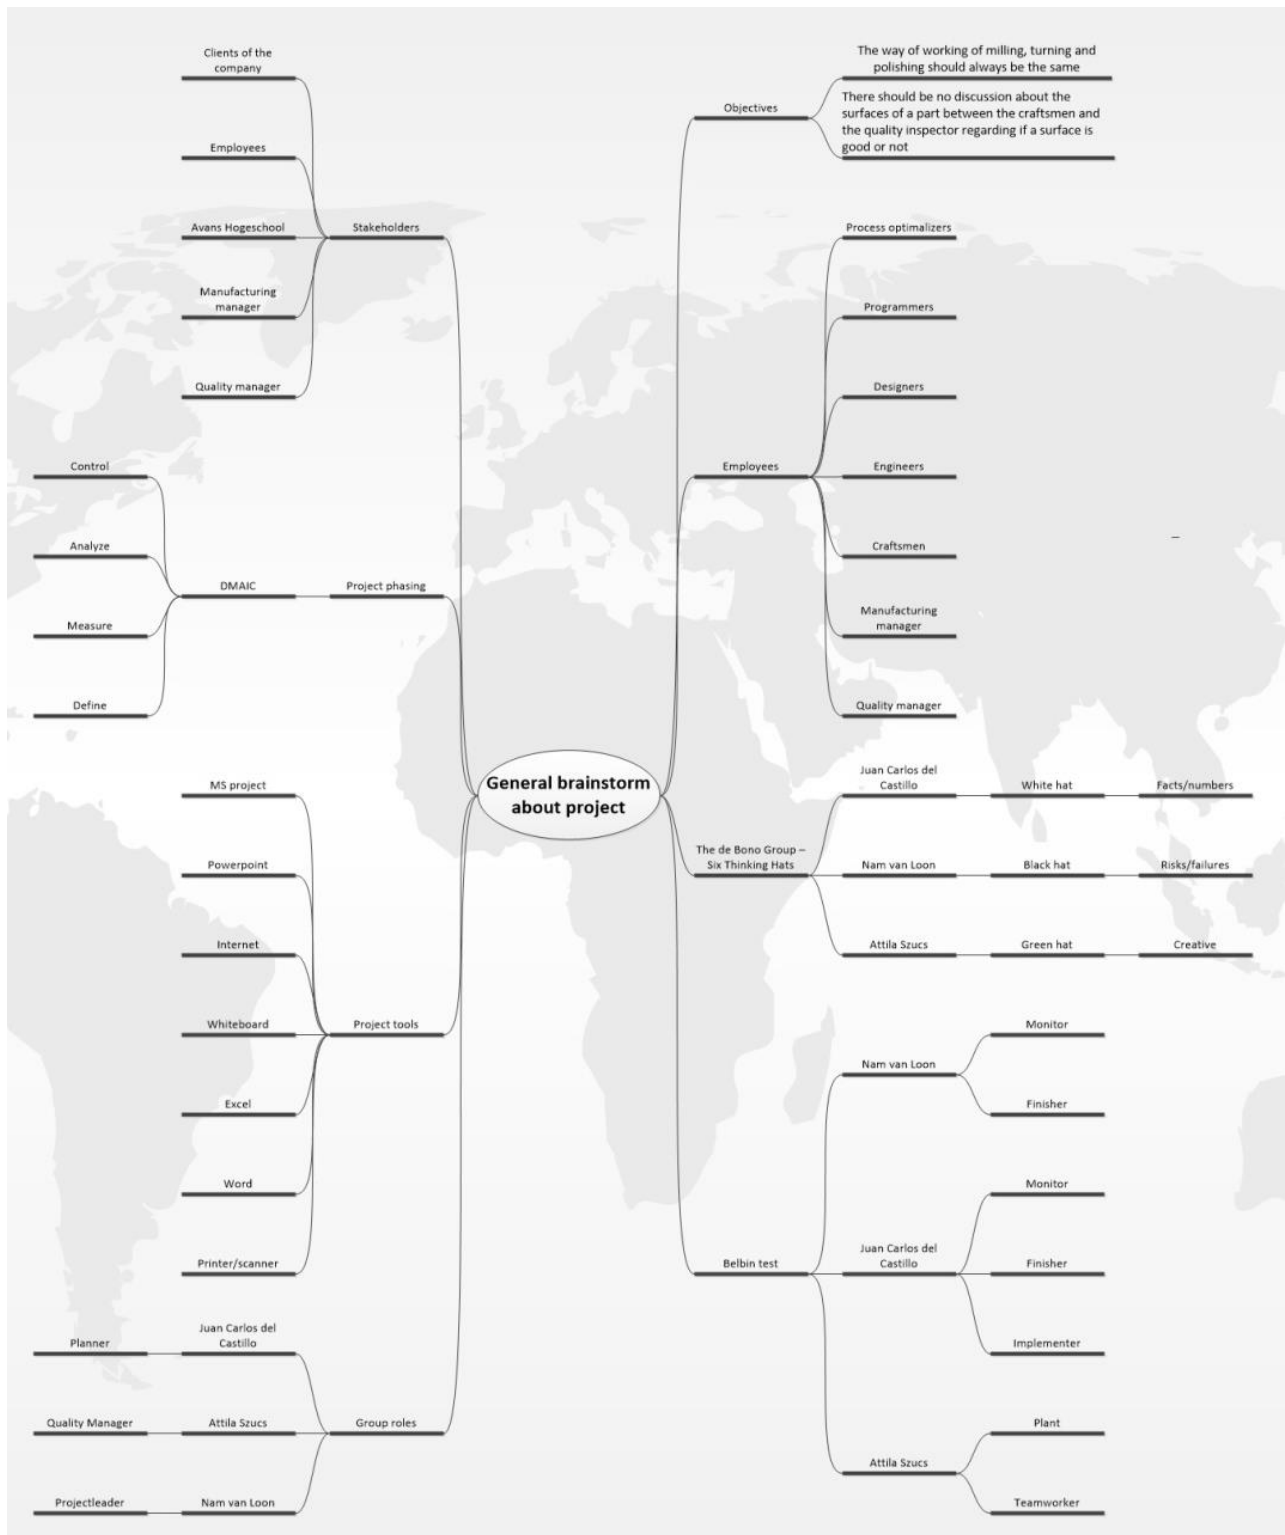 General brainstorm
about project
Stakeholders
Clients of the
company
Employees
Avans Hogeschool
Manufacturing
manager
Quality manager
Project phasing
DMAIC
Control
Analyze
Measure
Define
Project tools
MS project
Powerpoint
Internet
Whiteboard
Excel
Word
Printer/scanner
Group roles
Juan Carlos del
Castillo
Planner
Attila Szucs
Quality Manager
Nam van Loon
Projectleader
Objectives
The way of working of milling, turning and
polishing should always be the same
There should be no discussion about the
surfaces of a part between the craftsmen and
the quality inspector regarding if a surface is
good or not
Employees
Process optimalizers
Programmers
Designers
Engineers
Craftsmen
Manufacturing
manager
Quality manager
The de Bono Group –
Six Thinking Hats
Juan Carlos del
Castillo
White hat
Facts/numbers
Nam van Loon
Black hat
Risks/failures
Attila Szucs
Green hat
Creative
Belbin test
Nam van Loon
Monitor
Finisher
Juan Carlos del
Castillo
Monitor
Finisher
Implementer
Attila Szucs
Plant
Teamworker